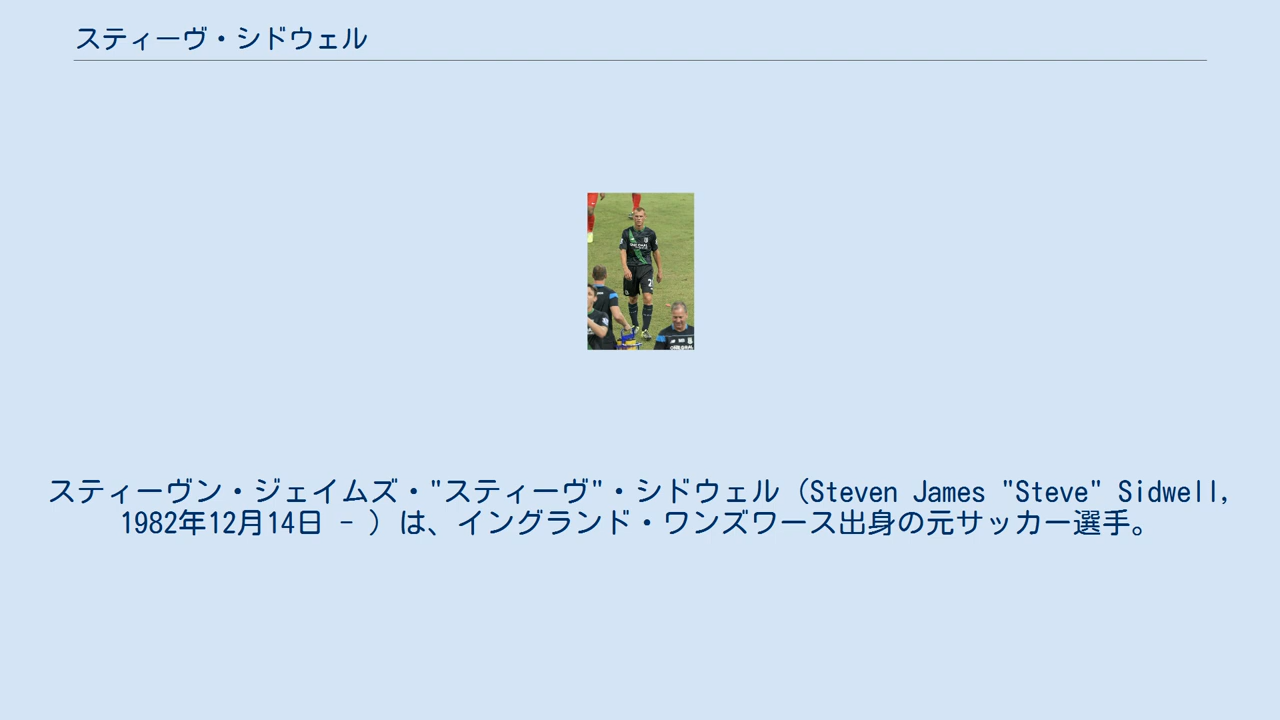 スティーヴ・シドウェル
スティーヴン・ジェイムズ・"スティーヴ"・シドウェル（Steven James "Steve" Sidwell,
1982年12月14日 - ）は、イングランド・ワンズワース出身の元サッカー選手。